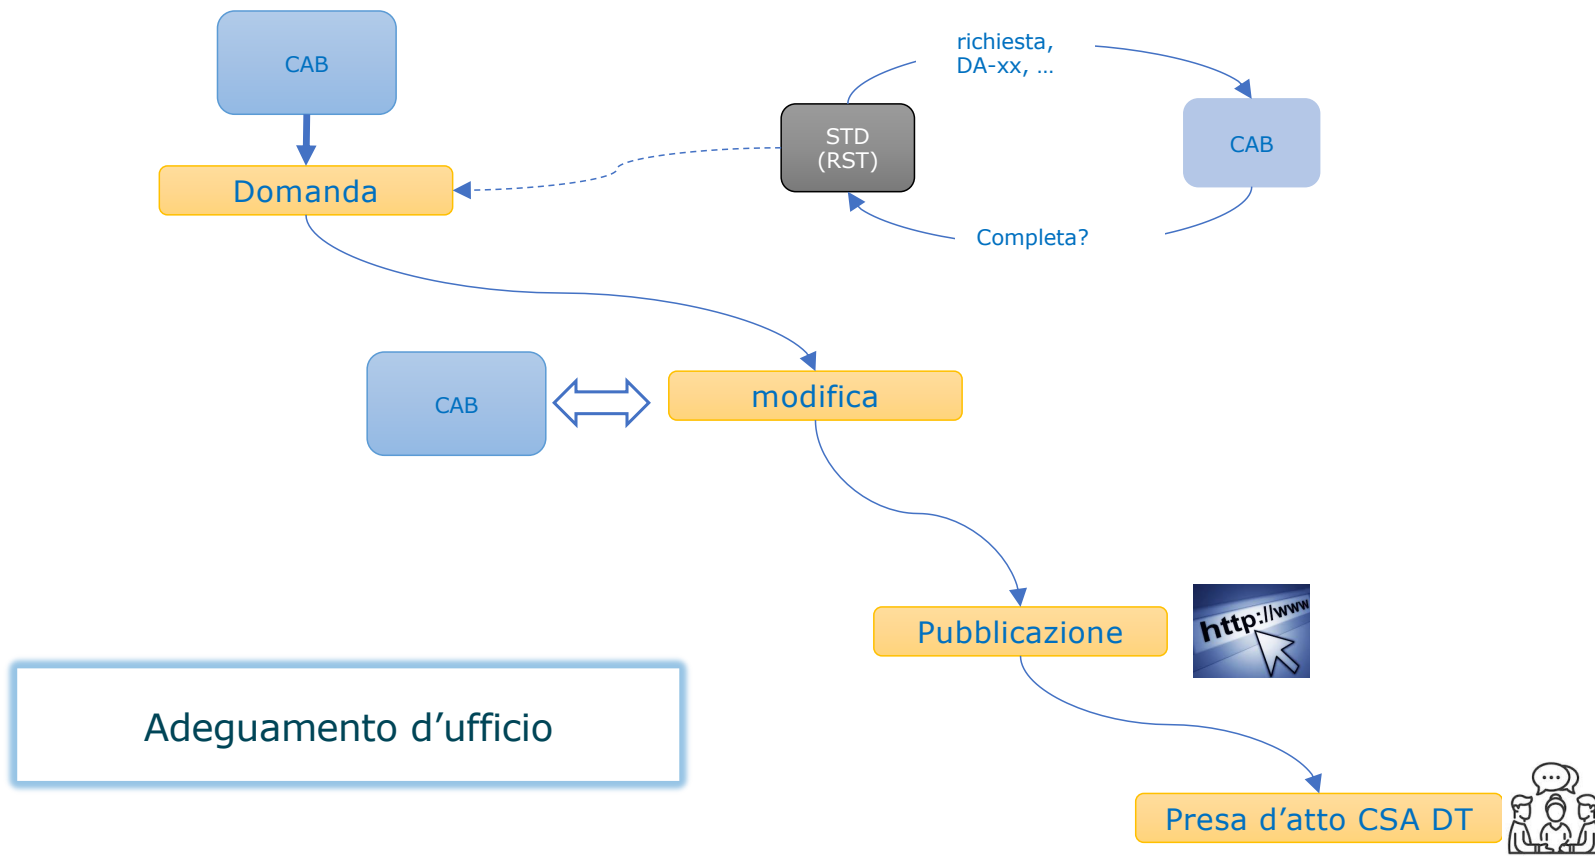 CAB
richiesta,
DA-xx, ...
STD
(RST)
CAB
Domanda
Completa?
CAB
modifica
http://www
Pubblicazione
Adeguamento d’ufficio
Presa d’atto CSA DT